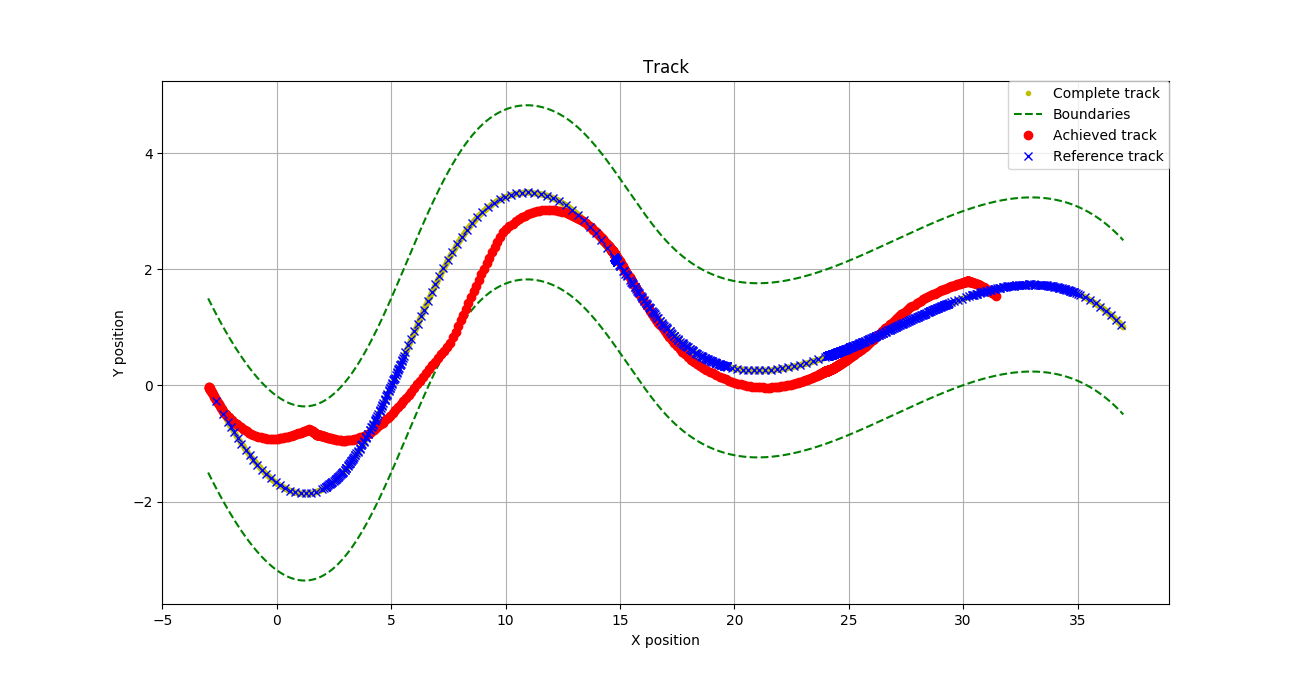 Track
Complete track
Boundaries
Achieved track
Reference track
Y position
4
2
0
−2
−5
0
5
10
15
20
25
30
35
X position